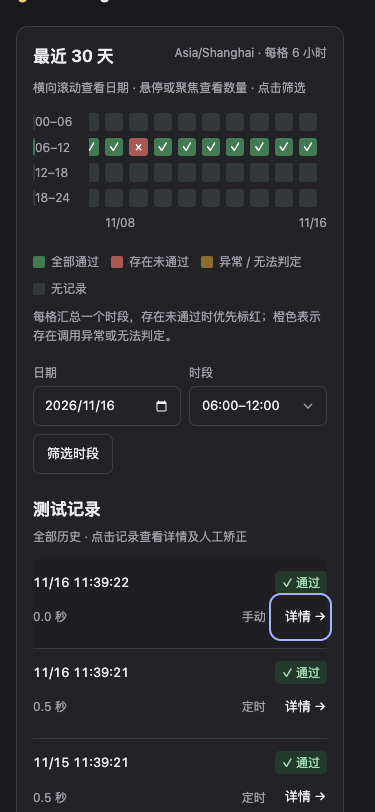 最近 30 天
Asia/Shanghai · 每格 6 小时
横向滚动查看日期 · 悬停或聚焦查看数量 · 点击筛选
00–06
06–12
12–18
18–24
11/08
11/16
全部通过
存在未通过
异常 / 无法判定
无记录
每格汇总一个时段，存在未通过时优先标红；橙色表示
存在调用异常或无法判定。
日期
时段
2026/11/16
06:00–12:00
筛选时段
测试记录
全部历史 · 点击记录查看详情及人工矫正
11/16 11:39:22
✓ 通过
0.0 秒
手动
详情 →
11/16 11:39:21
✓ 通过
0.5 秒
定时
详情 →
11/15 11:39:21
✓ 通过
0.5 秒
定时
详情 →